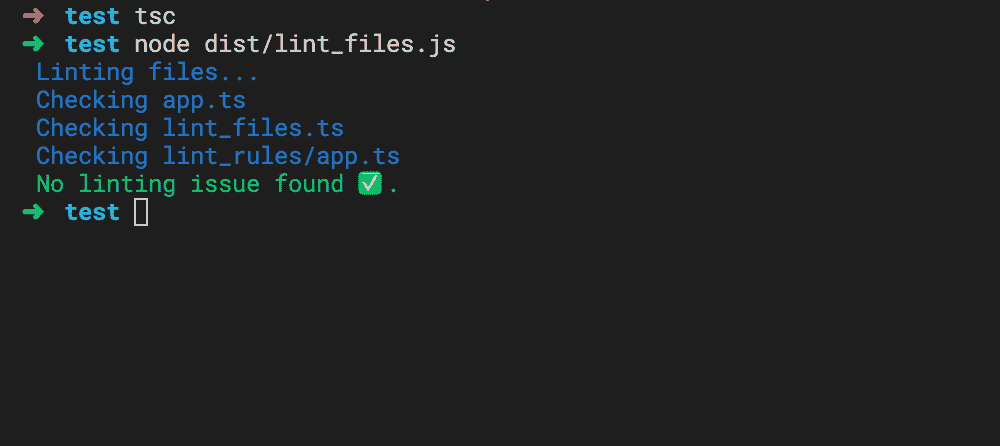 ➜ test tsc
➜ test node dist/lint_files.js
Linting files...
Checking app.ts
Checking lint_files.ts
Checking lint_rules/app.ts
No linting issue found ✅.
➜ test